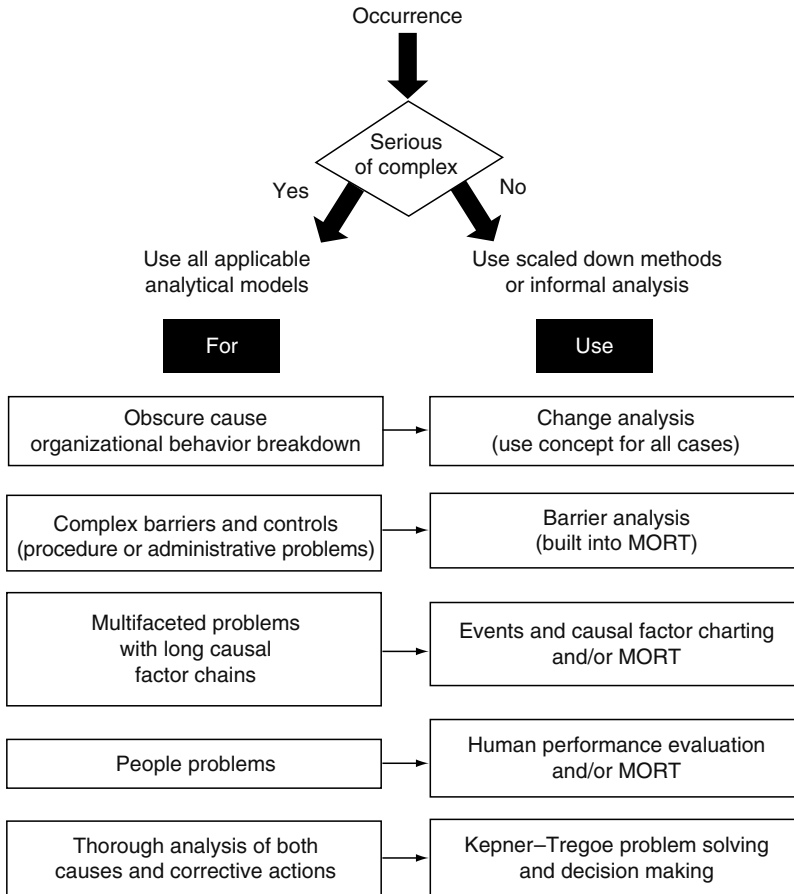 Occurrence
Serious
of complex
Yes
No
Use all applicable
analytical models
Use scaled down methods
or informal analysis
For
Use
Obscure cause
organizational behavior breakdown
Change analysis
(use concept for all cases)
Complex barriers and controls
(procedure or administrative problems)
Barrier analysis
(built into MORT)
Multifaceted problems
with long causal
factor chains
Events and causal factor charting
and/or MORT
People problems
Human performance evaluation
and/or MORT
Thorough analysis of both
causes and corrective actions
Kepner–Tregoe problem solving
and decision making